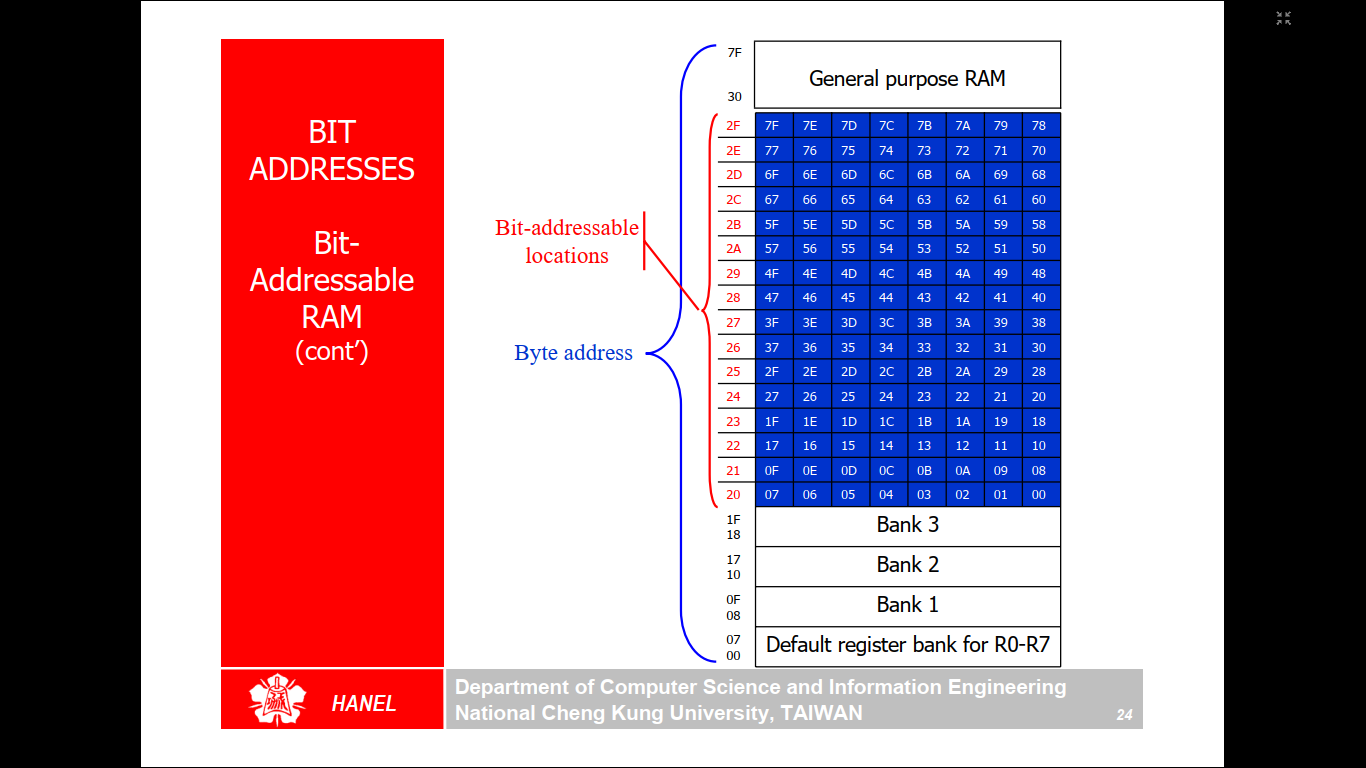 BIT
ADDRESSES
Bit-
Addressable
RAM
(cont’)
Bit-addressable
locations
Byte address
7F
General purpose RAM
30
2F 7F 7E 7D 7C 7B 7A 79 78
2E 77 76 75 74 73 72 71 70
2D 6F 6E 6D 6C 6B 6A 69 68
2C 67 66 65 64 63 62 61 60
2B 5F 5E 5D 5C 5B 5A 59 58
2A 57 56 55 54 53 52 51 50
29 4F 4E 4D 4C 4B 4A 49 48
28 47 46 45 44 43 42 41 40
27 3F 3E 3D 3C 3B 3A 39 38
26 37 36 35 34 33 32 31 30
25 2F 2E 2D 2C 2B 2A 29 28
24 27 26 25 24 23 22 21 20
23 1F 1E 1D 1C 1B 1A 19 18
22 17 16 15 14 13 12 11 10
21 0F 0E 0D 0C 0B 0A 09 08
20 07 06 05 04 03 02 01 00
1F
Bank 3
18
17
Bank 2
10
0F
Bank 1
08
07
Default register bank for R0-R7
00
HANEL
Department of Computer Science and Information Engineering
National Cheng Kung University, TAIWAN
24